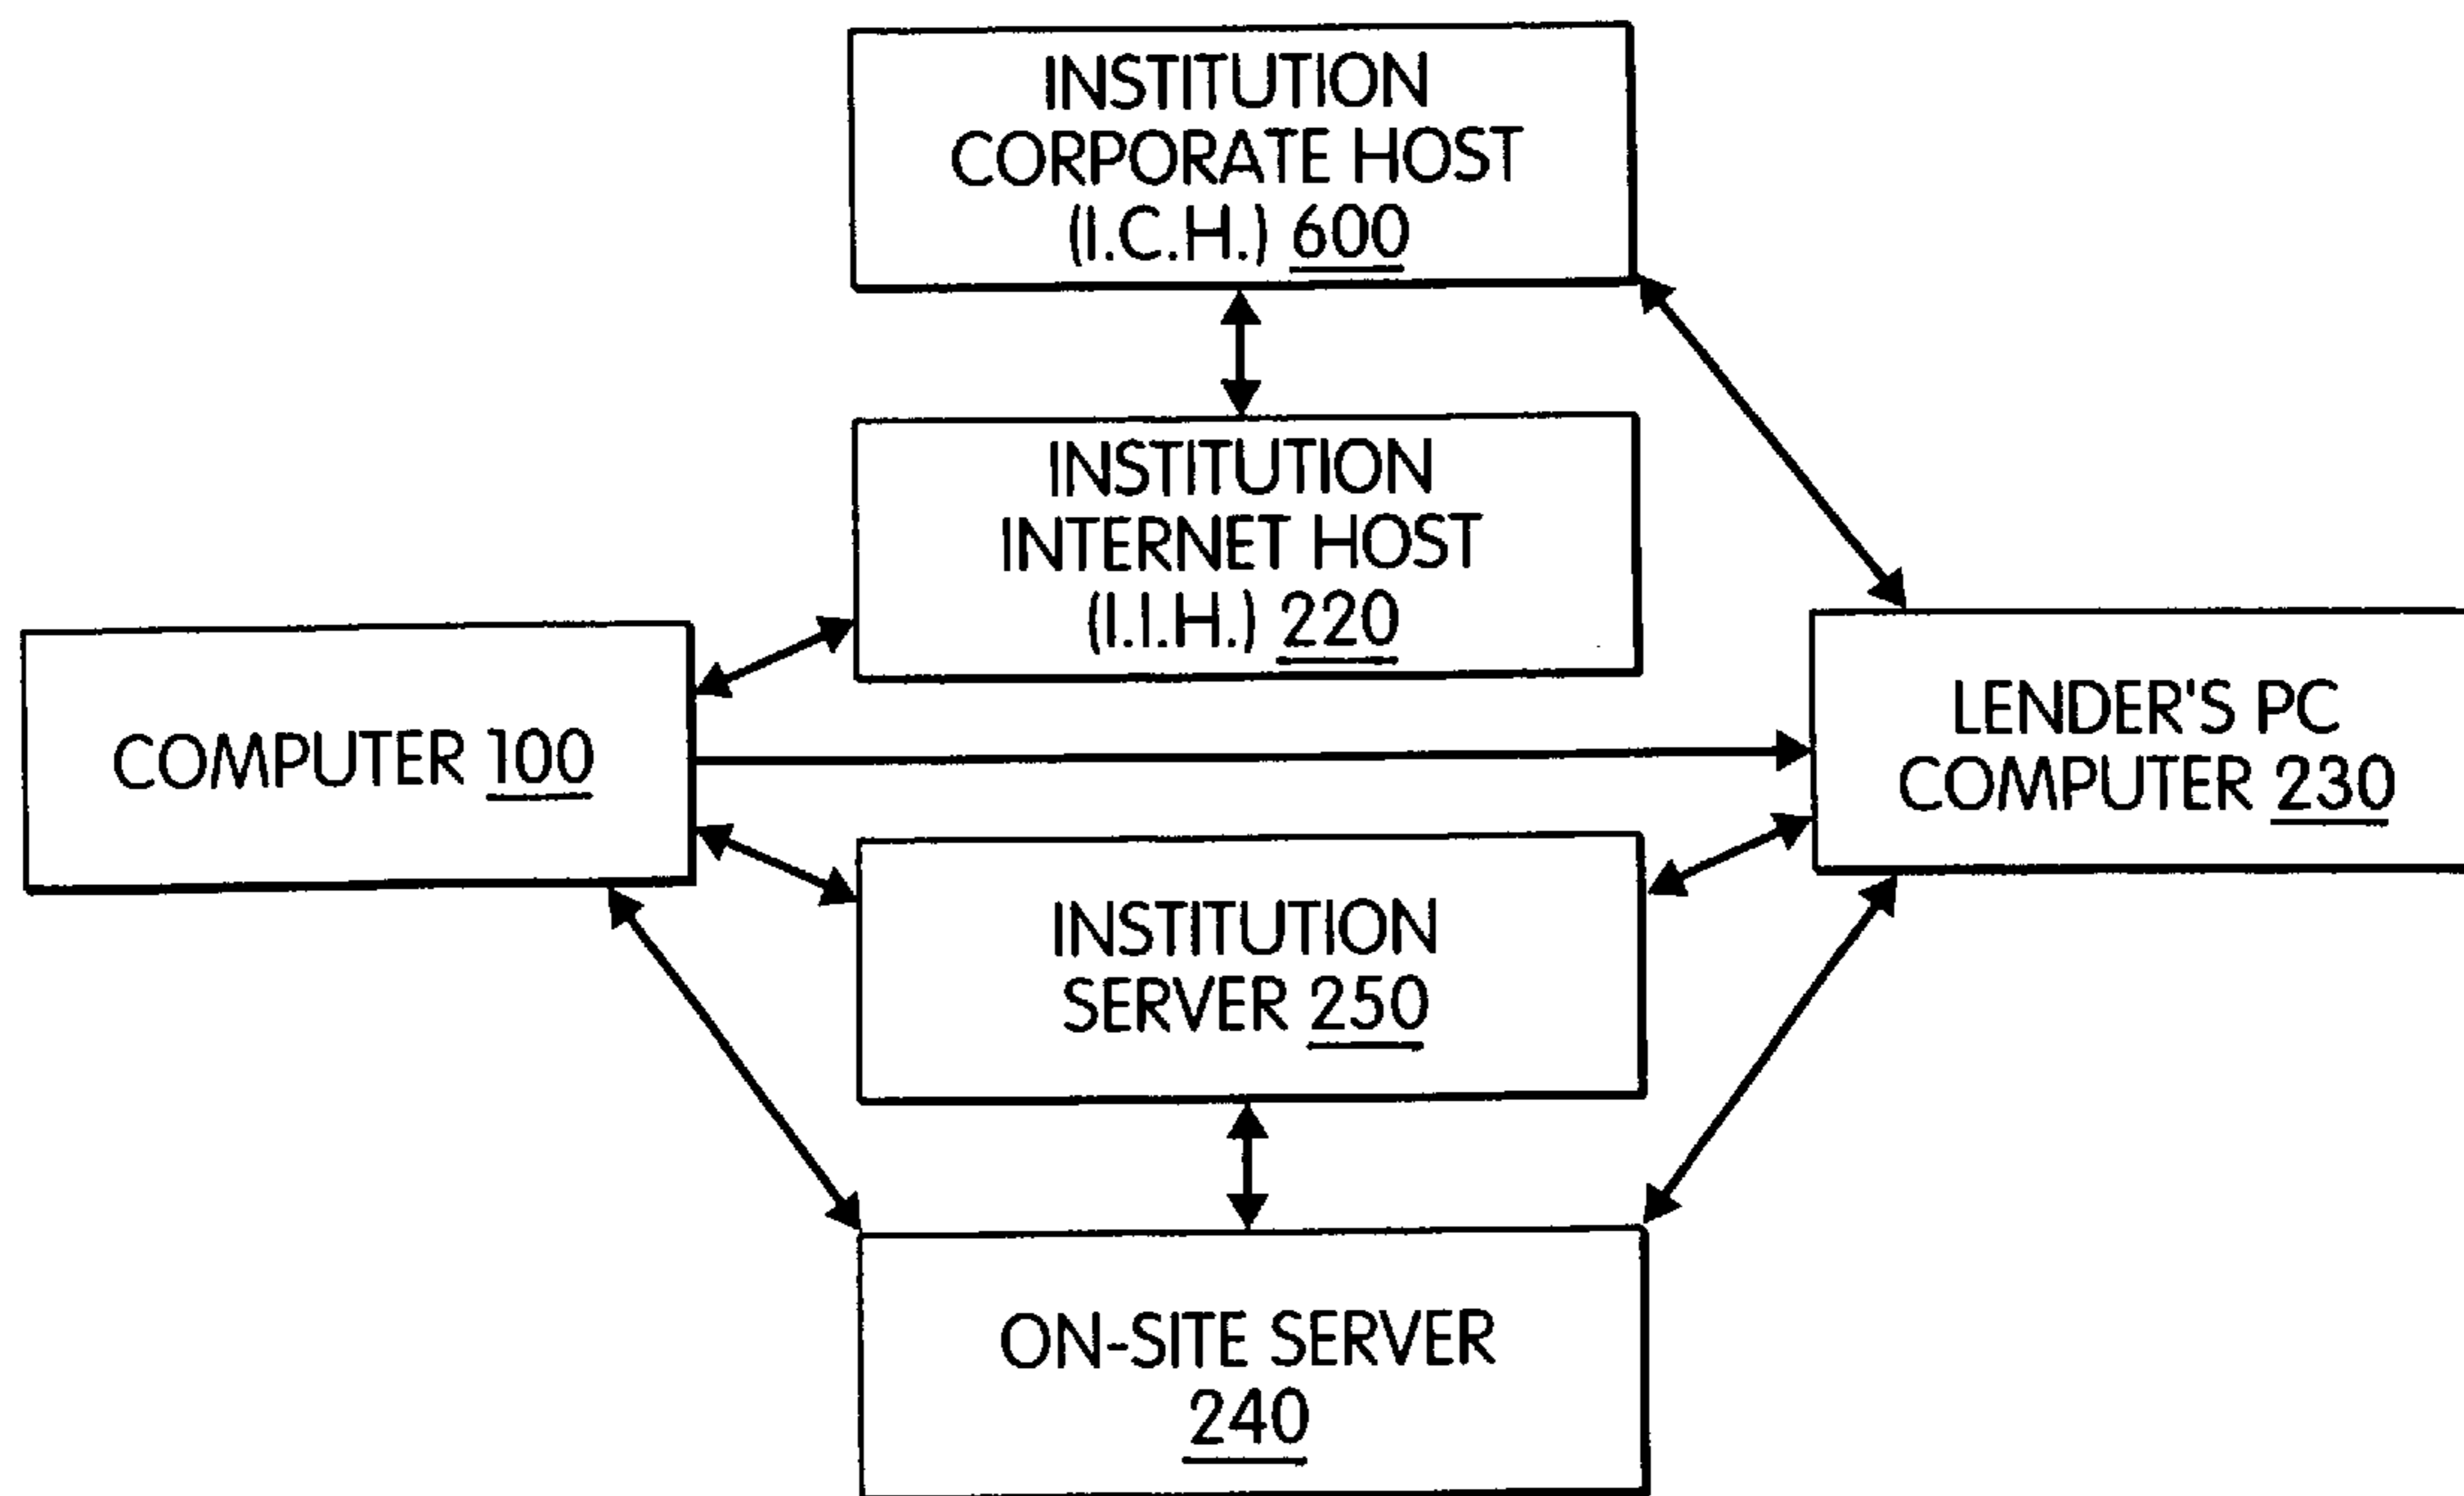 INSTITUTION
CORPORATE HOST
(I.C.H.) 600
INSTITUTION
INTERNET HOST
(I.I.H.) 220
COMPUTER 100
LENDER'S PC
COMPUTER 230
INSTITUTION
SERVER 250
ON-SITE SERVER
240